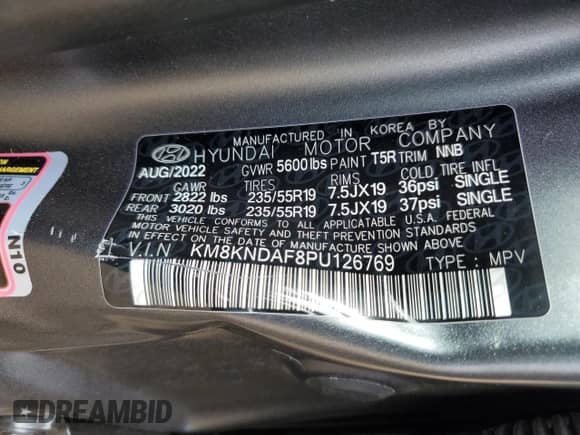 MANUFACTURED IN KOREA BY
HYUNDAI MOTOR COMPANY
AUG/2022 GVWR 5600lbs PAINT T5R TRIM NNB
GAWR TIRES RIMS COLD TIRE INFL
FRONT 2822 lbs 235/55R19 7.5JX19 36psi SINGLE
REAR 3020 lbs 235/55R19 7.5JX19 37psi SINGLE
THIS VEHICLE CONFORMS TO ALL APPLICABLE U.S.A. FEDERAL
MOTOR VEHICLE SAFETY, BUMPER, AND THEFT PREVENTION
STANDARDS IN EFFECT ON THE DATE OF MANUFACTURE SHOWN ABOVE.
V.I.N KM8KNDAF8PU126769 TYPE : MPV
N10
DREAMBID